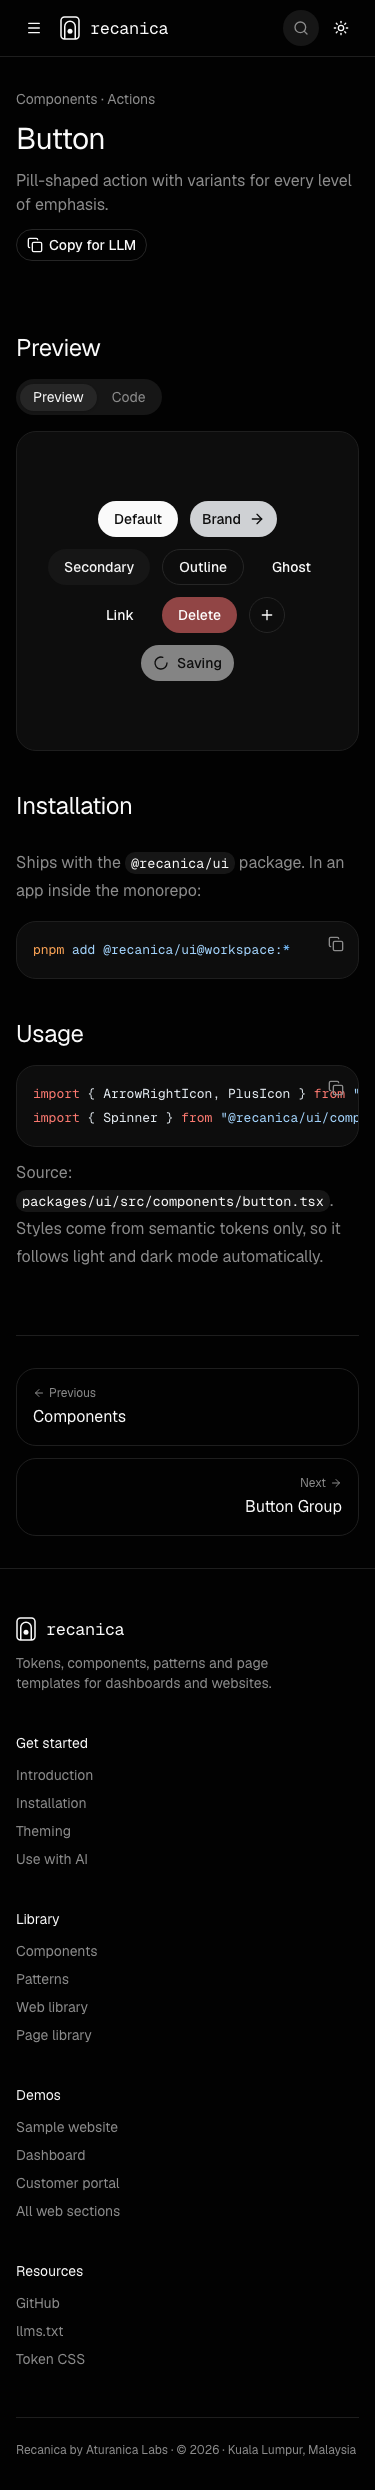 recanica
Components · Actions
Button
Pill-shaped action with variants for every level
of emphasis.
Copy for LLM
Preview
Preview Code
Default Brand →
Secondary Outline Ghost
Link Delete +
Saving
Installation
Ships with the @recanica/ui package. In an
app inside the monorepo:
pnpm add @recanica/ui@workspace:*
Usage
import { ArrowRightIcon, PlusIcon } from "
import { Spinner } from "@recanica/ui/comp
Source:
packages/ui/src/components/button.tsx.
Styles come from semantic tokens only, so it
follows light and dark mode automatically.
← Previous
Components
Next →
Button Group
recanica
Tokens, components, patterns and page
templates for dashboards and websites.
Get started
Introduction
Installation
Theming
Use with AI
Library
Components
Patterns
Web library
Page library
Demos
Sample website
Dashboard
Customer portal
All web sections
Resources
GitHub
llms.txt
Token CSS
Recanica by Aturanica Labs · © 2026 · Kuala Lumpur, Malaysia